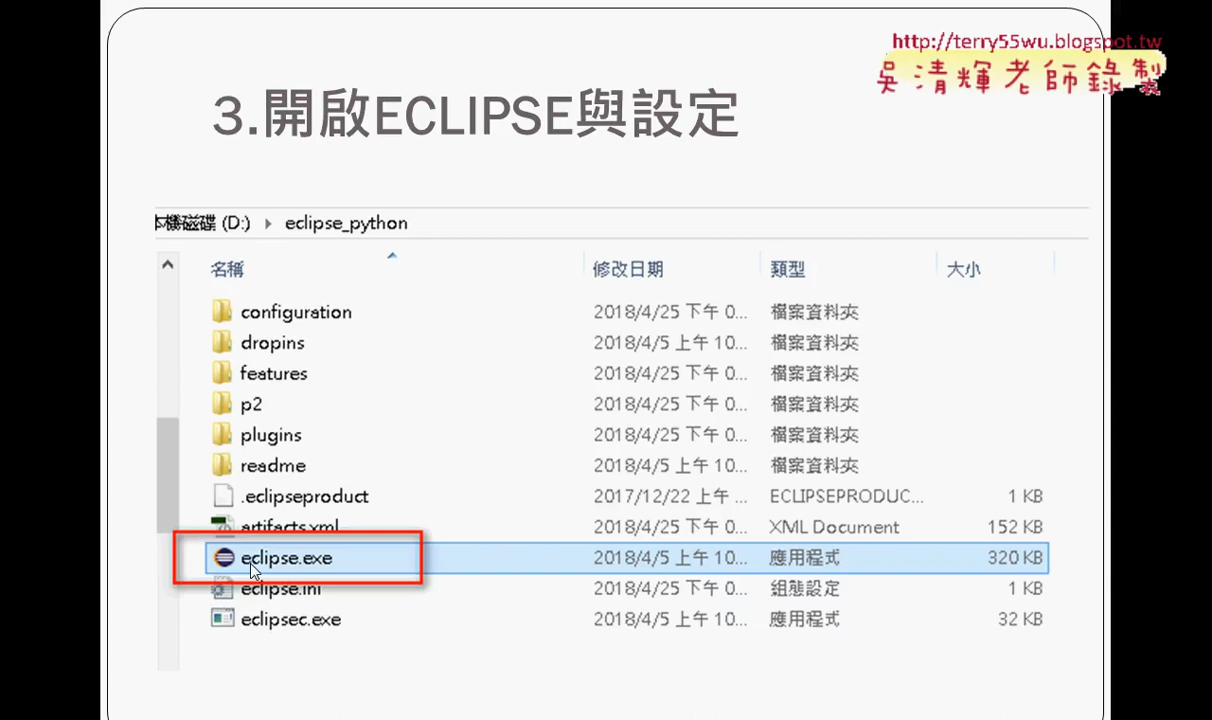 http://terry55wu.blogspot.tw
吳清輝老師錄製
3.開啟ECLIPSE與設定
本機磁碟 (D:) eclipse_python
名稱 修改日期 類型 大小
configuration 2018/4/25 下午 0... 檔案資料夾
dropins 2018/4/5 上午 10... 檔案資料夾
features 2018/4/25 下午 0... 檔案資料夾
p2 2018/4/25 下午 0... 檔案資料夾
plugins 2018/4/25 下午 0... 檔案資料夾
readme 2018/4/5 上午 10... 檔案資料夾
.eclipseproduct 2017/12/22 上午 ... ECLIPSEPRODUC... 1 KB
artifacts.xml 2018/4/25 下午 0... XML Document 152 KB
eclipse.exe 2018/4/5 上午 10... 應用程式 320 KB
eclipse.ini 2018/4/25 下午 0... 組態設定 1 KB
eclipsec.exe 2018/4/5 上午 10... 應用程式 32 KB